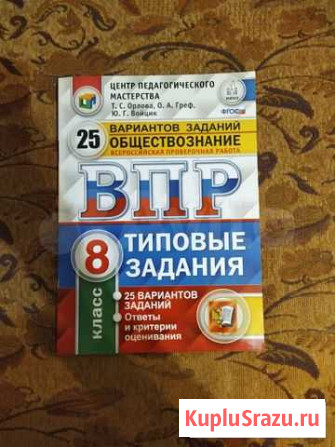 ЦЕНТР ПЕДАГОГИЧЕСКОГО
МАСТЕРСТВА
Т. С. Орлова, О. А. Греф,
Ю. Г. Войцик
ФГОС
25 ВАРИАНТОВ ЗАДАНИЙ
ОБЩЕСТВОЗНАНИЕ
ВСЕРОССИЙСКАЯ ПРОВЕРОЧНАЯ РАБОТА
ВПР
8 класс
ТИПОВЫЕ
ЗАДАНИЯ
- 25 ВАРИАНТОВ
ЗАДАНИЙ
- Ответы
и критерии
оценивания
KupluSrazu.ru